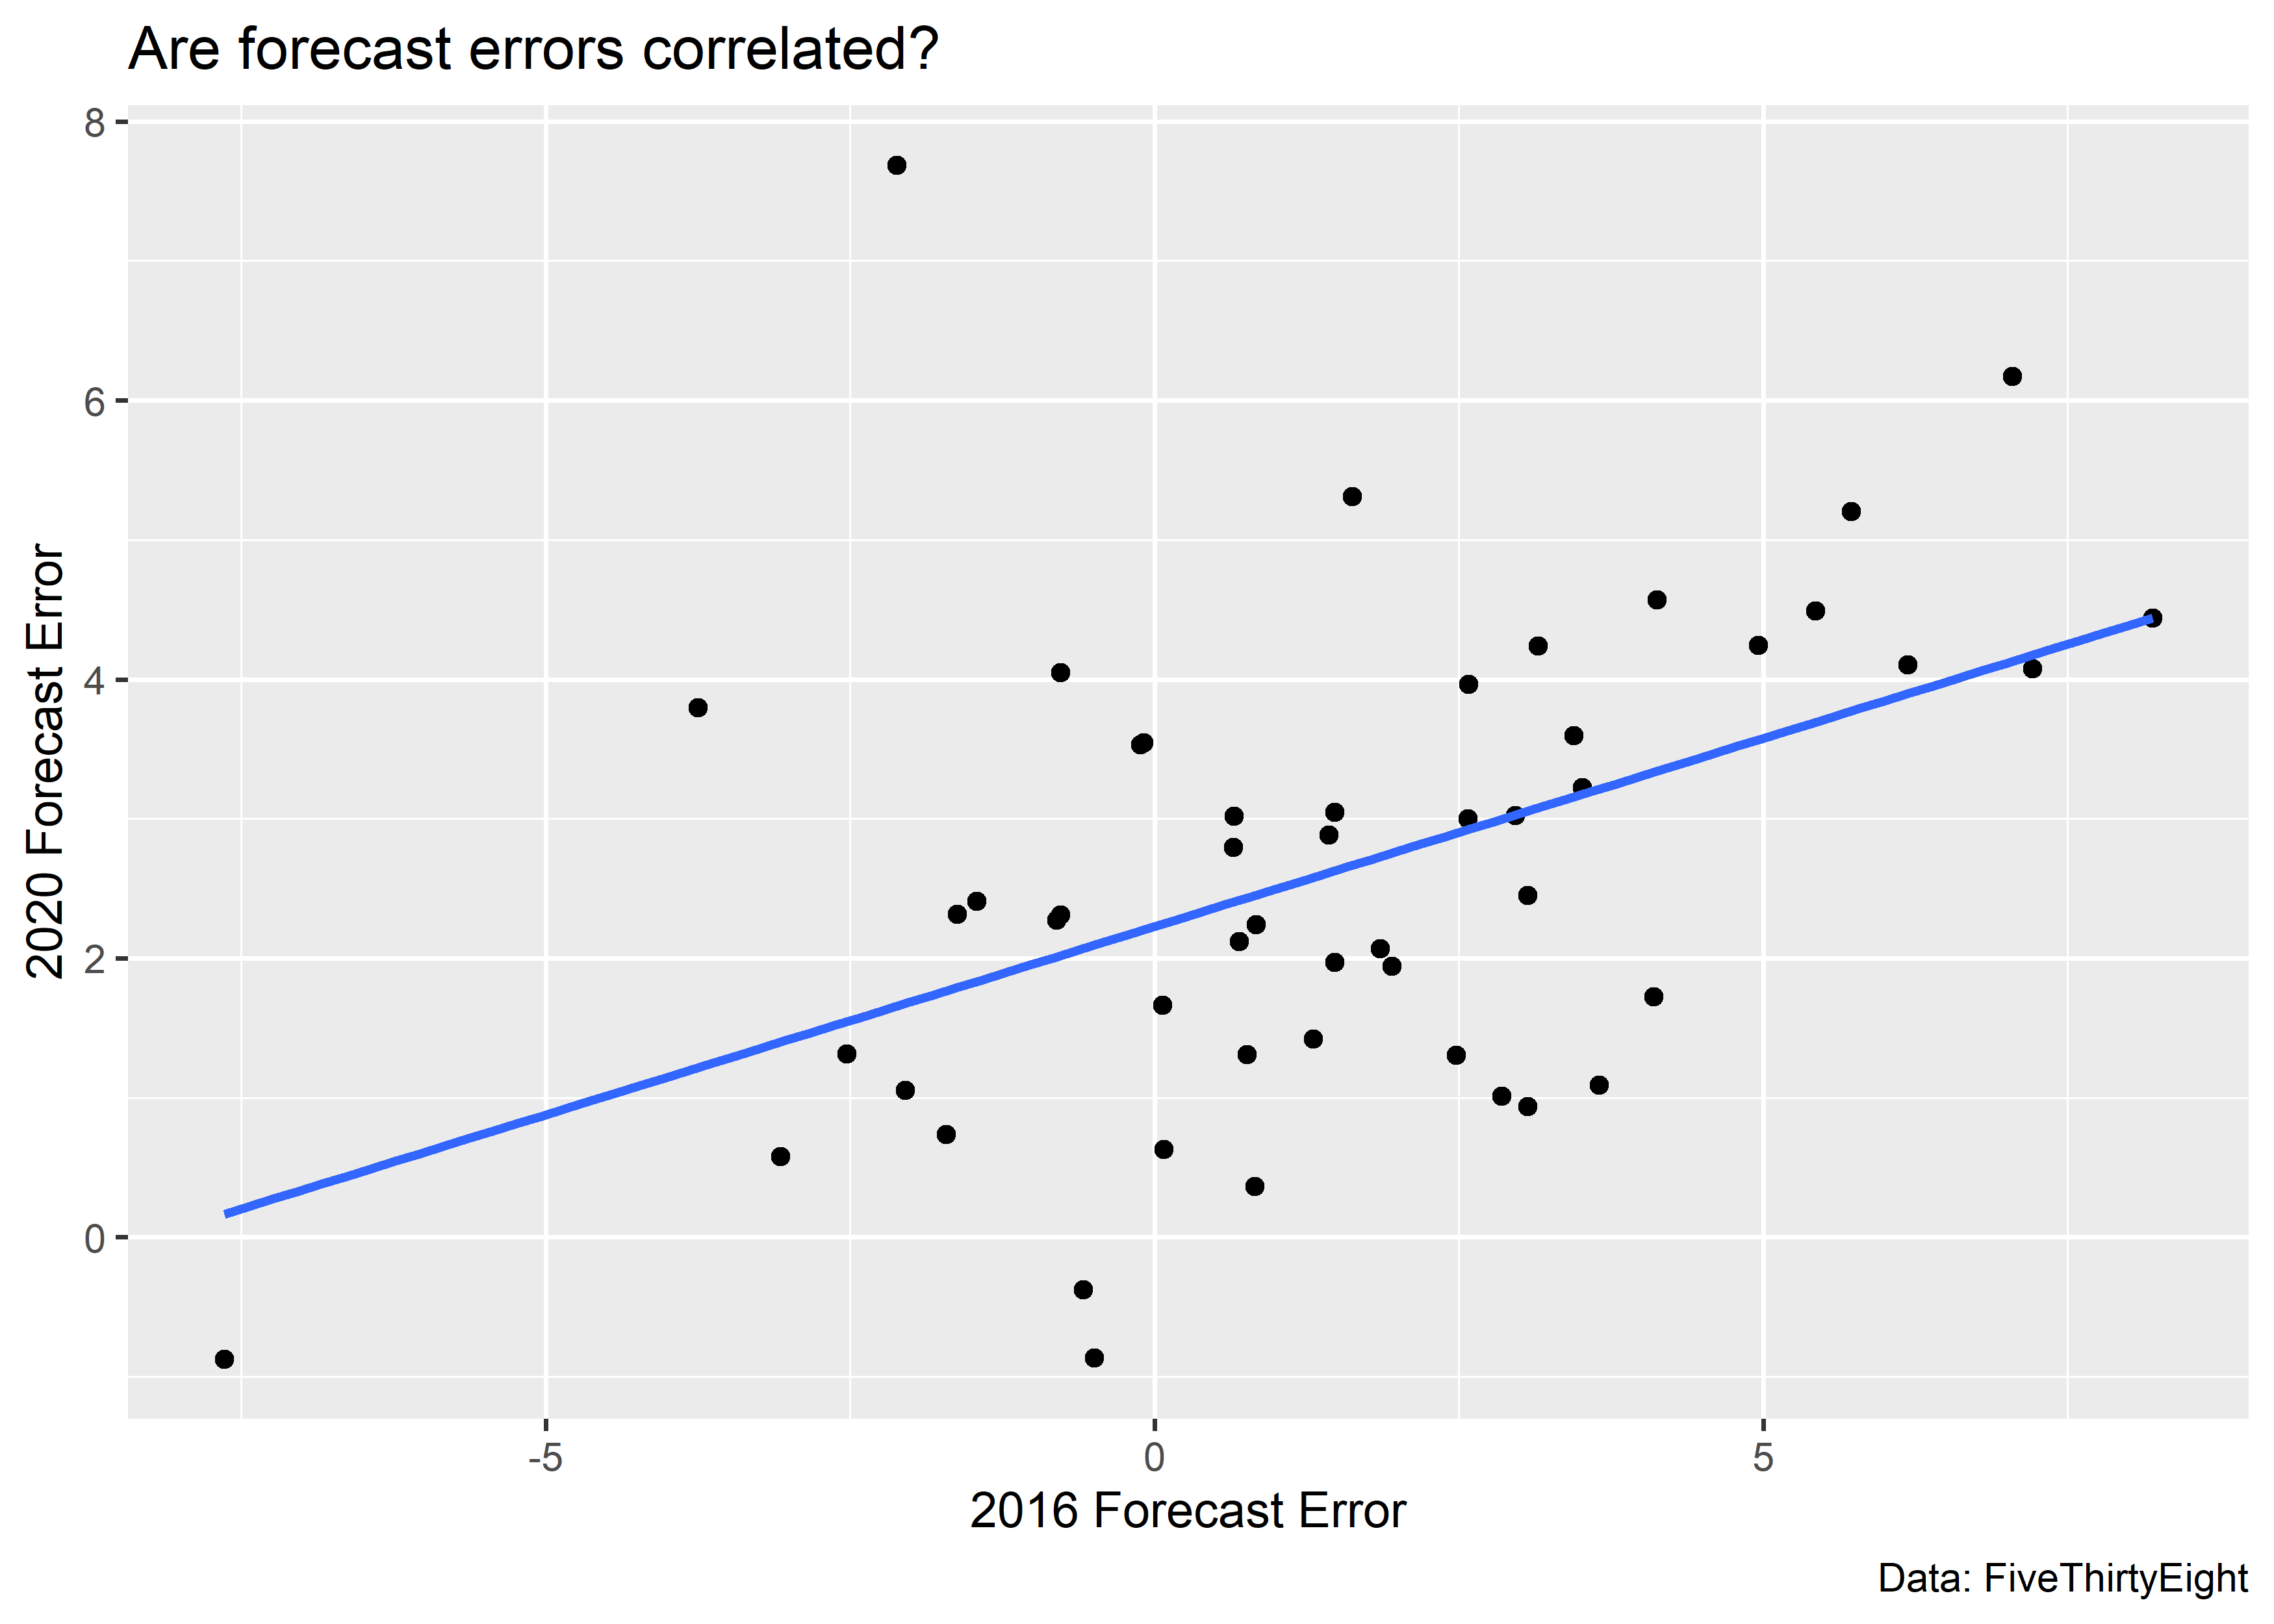 Are forecast errors correlated?
8
6
4
2
0
2020 Forecast Error
-5 0 5
2016 Forecast Error
Data: FiveThirtyEight